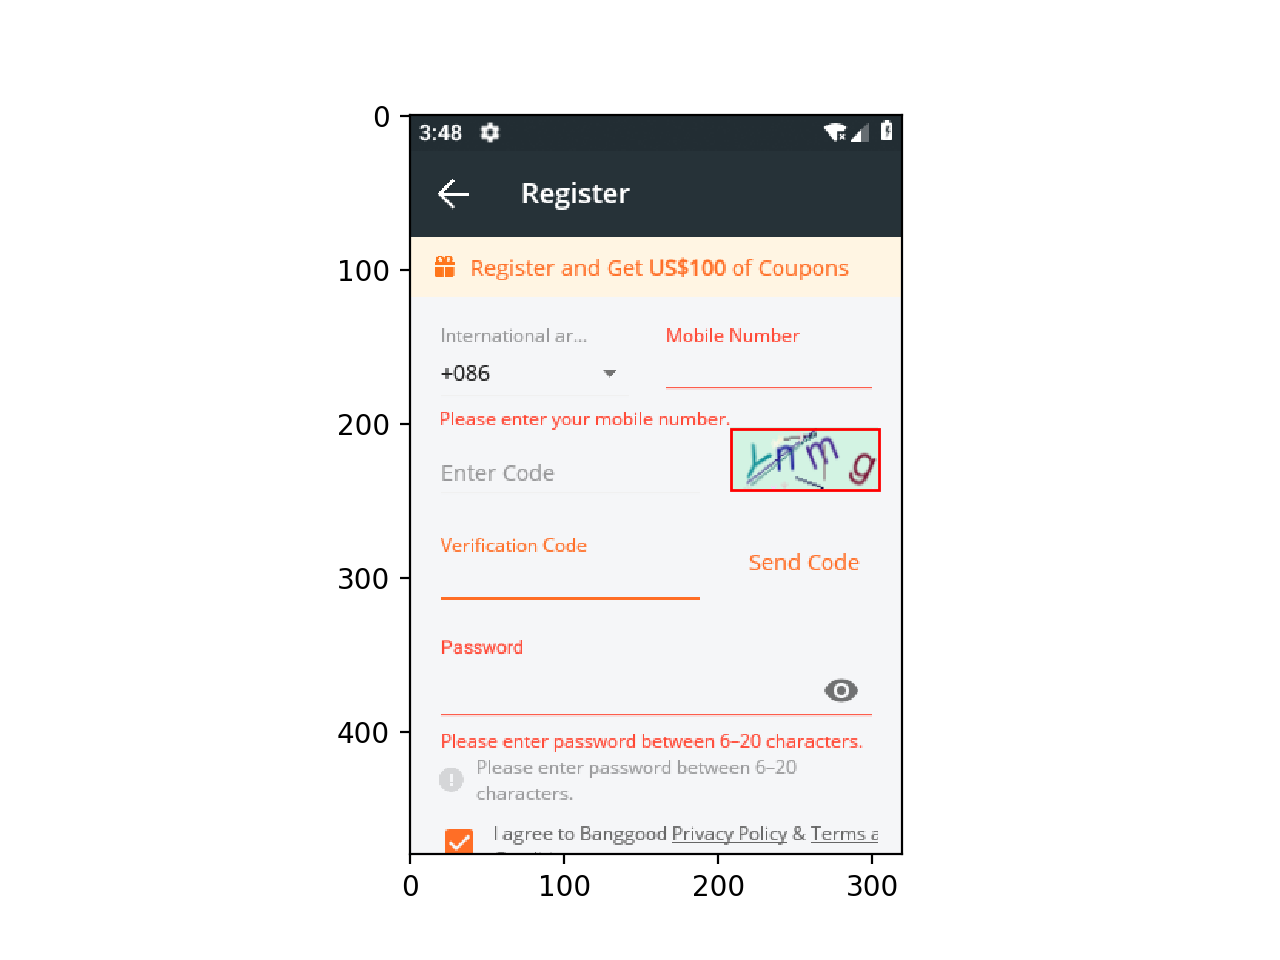 3:48
Register
Register and Get US$100 of Coupons
International ar...
Mobile Number
+086
Please enter your mobile number.
Enter Code
Verification Code
Send Code
Password
Please enter password between 6–20 characters.
Please enter password between 6–20
characters.
I agree to Banggood Privacy Policy & Terms a
0
100
200
300
400
0
100
200
300